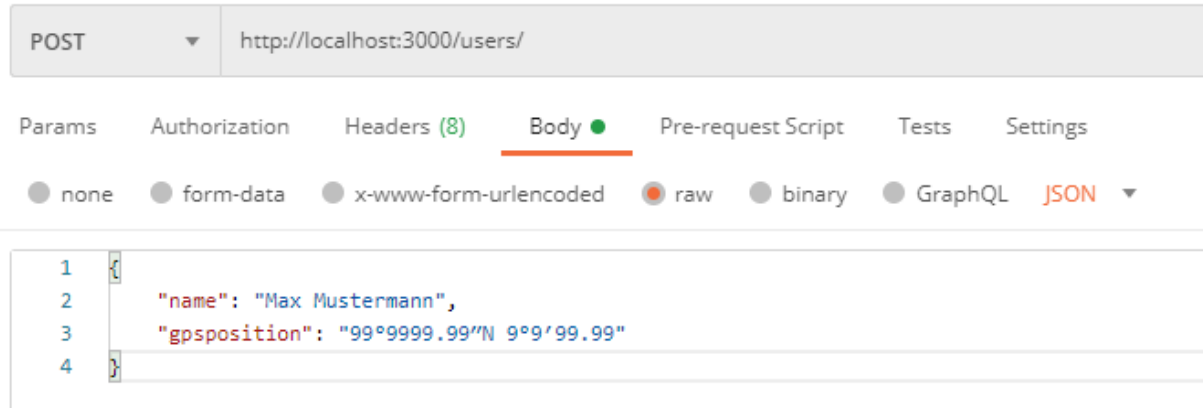 POST http://localhost:3000/users/
Params Authorization Headers (8) Body Pre-request Script Tests Settings
none form-data x-www-form-urlencoded raw binary GraphQL JSON
1 {
2 "name": "Max Mustermann",
3 "gpsposition": "99°9999.99″N 9°9′99.99"
4 }